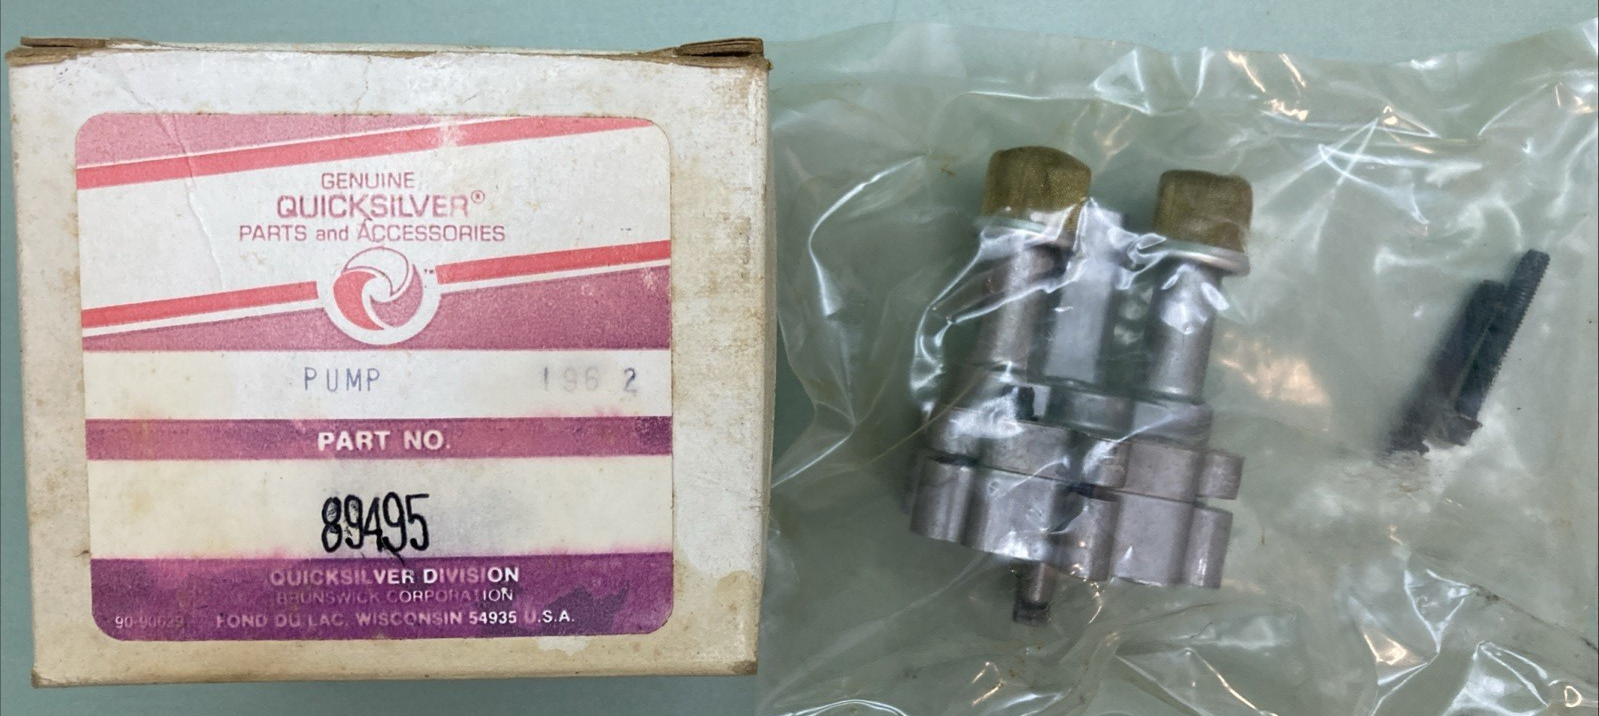 GENUINE
QUICKSILVER®
PARTS and ACCESSORIES
™
PUMP 196 2
PART NO.
89495
QUICKSILVER DIVISION
BRUNSWICK CORPORATION
FOND DU LAC, WISCONSIN 54935 U.S.A.